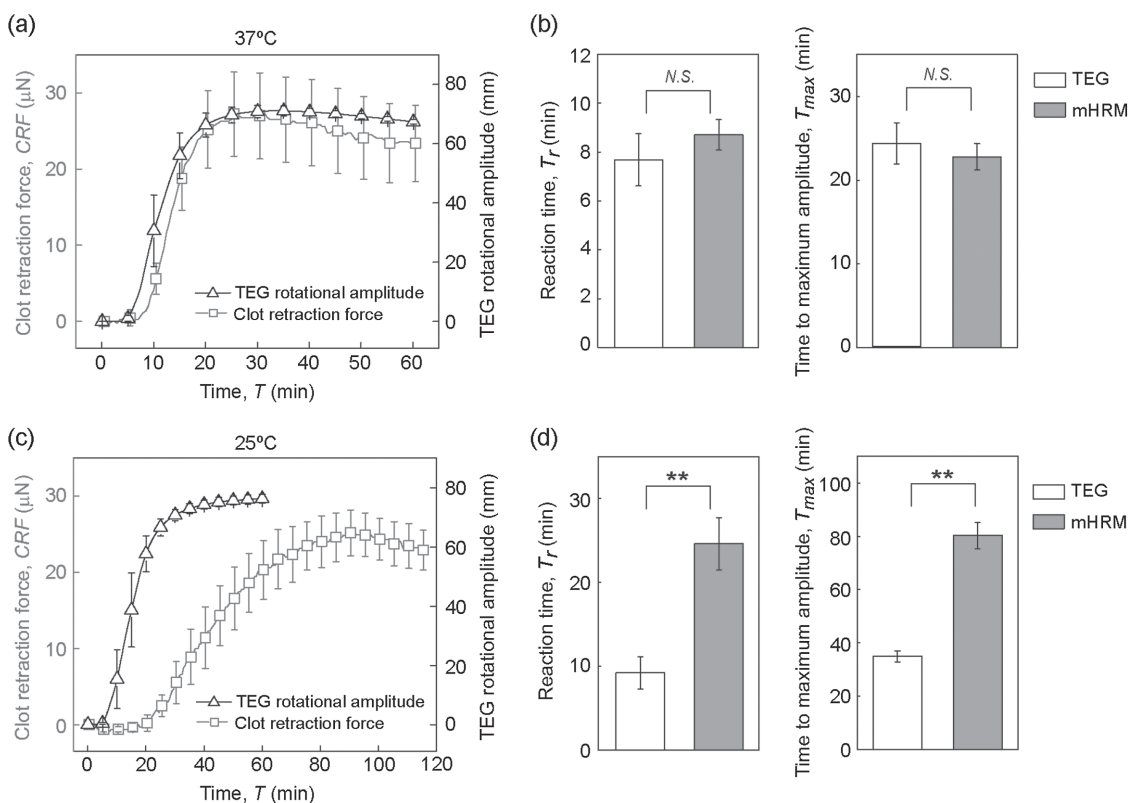 (a)
37ºC
Clot retraction force, CRF (μN)
30
20
10
0
TEG rotational amplitude (mm)
80
60
40
20
0
TEG rotational amplitude
Clot retraction force
0 10 20 30 40 50 60
Time, T (min)
(b)
N.S.
Reaction time, Tr (min)
12
10
8
6
4
2
0
N.S.
Time to maximum amplitude, Tmax (min)
30
20
10
0
TEG
mHRM
(c)
25ºC
Clot retraction force, CRF (μN)
30
20
10
0
TEG rotational amplitude (mm)
80
60
40
20
0
TEG rotational amplitude
Clot retraction force
0 20 40 60 80 100 120
Time, T (min)
(d)
**
Reaction time, Tr (min)
30
20
10
0
**
Time to maximum amplitude, Tmax (min)
100
80
60
40
20
0
TEG
mHRM